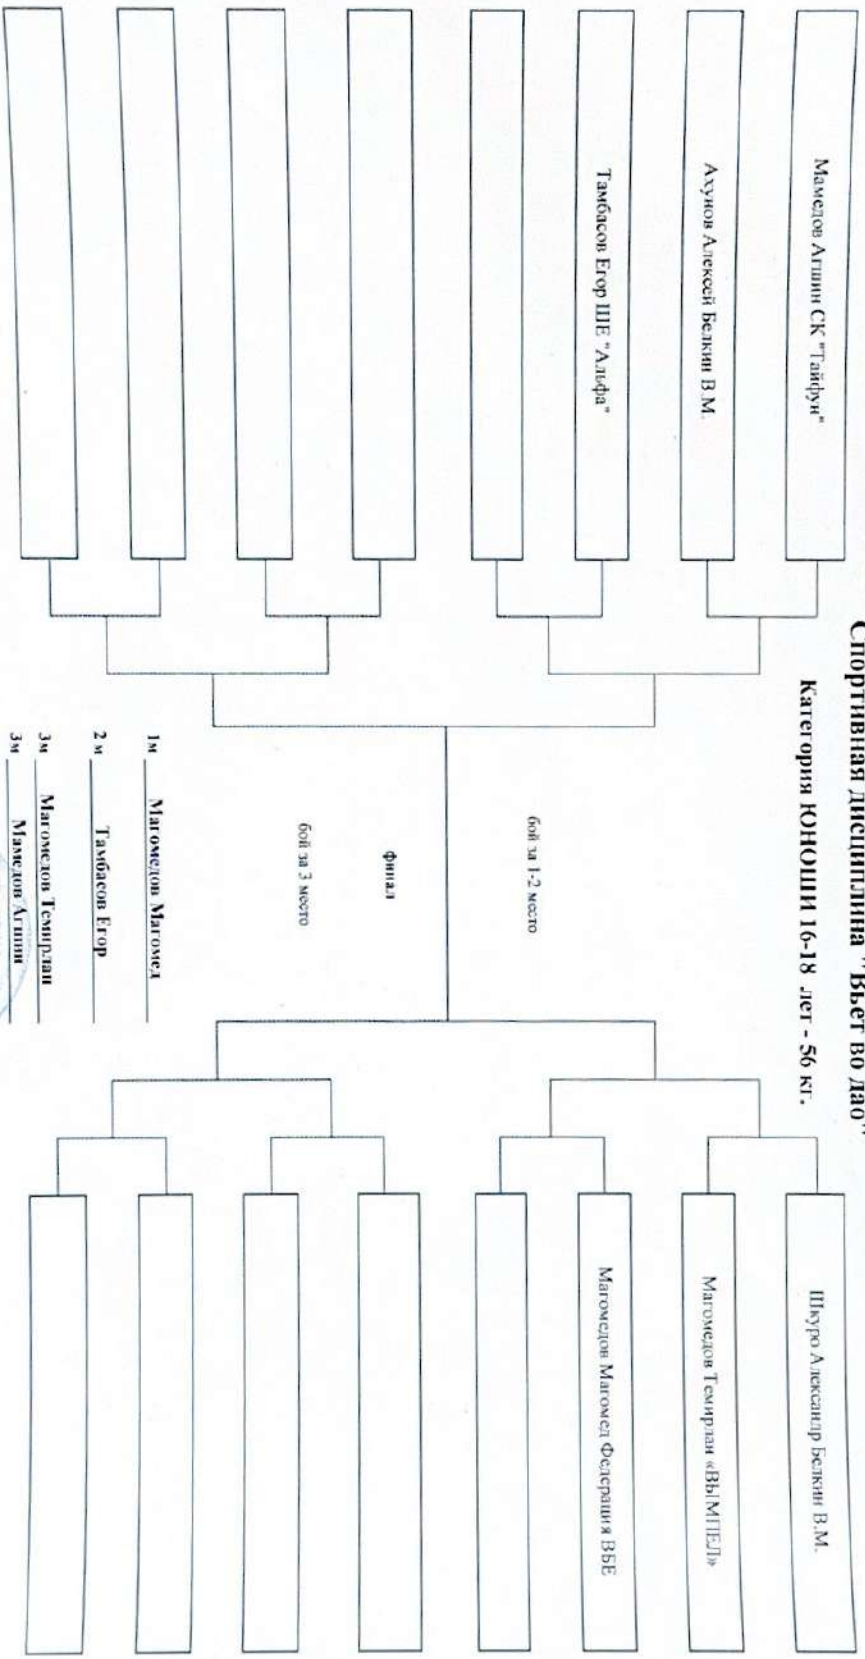 Спортивная дисциплина "Вьет во дао"
Категория ЮНОШИ 16-18 лет - 56 кг.
Мамедов Агшин СК "Тайфун"
Ахунов Алексей Белкин В.М.
Тамбасов Егор ШЕ "Альфа"
Шкуро Александр Белкин В.М.
Магомедов Темирлан «ВЫМПЕЛ»
Магомедов Магомед Федерация ВБЕ
бой за 1-2 место
финал
бой за 3 место
1м Магомедов Магомед
2 м Тамбасов Егор
3м Магомедов Темирлан
3м Мамедов Агшин